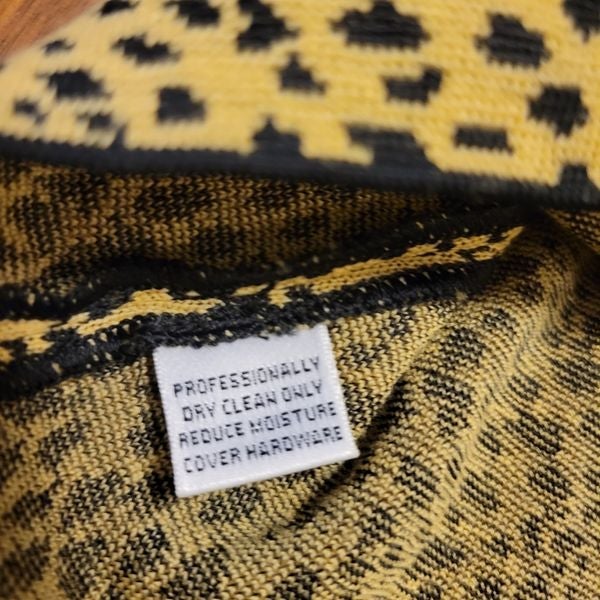 PROFESSIONALLY
DRY CLEAN ONLY
REDUCE MOISTURE
COVER HARDWARE